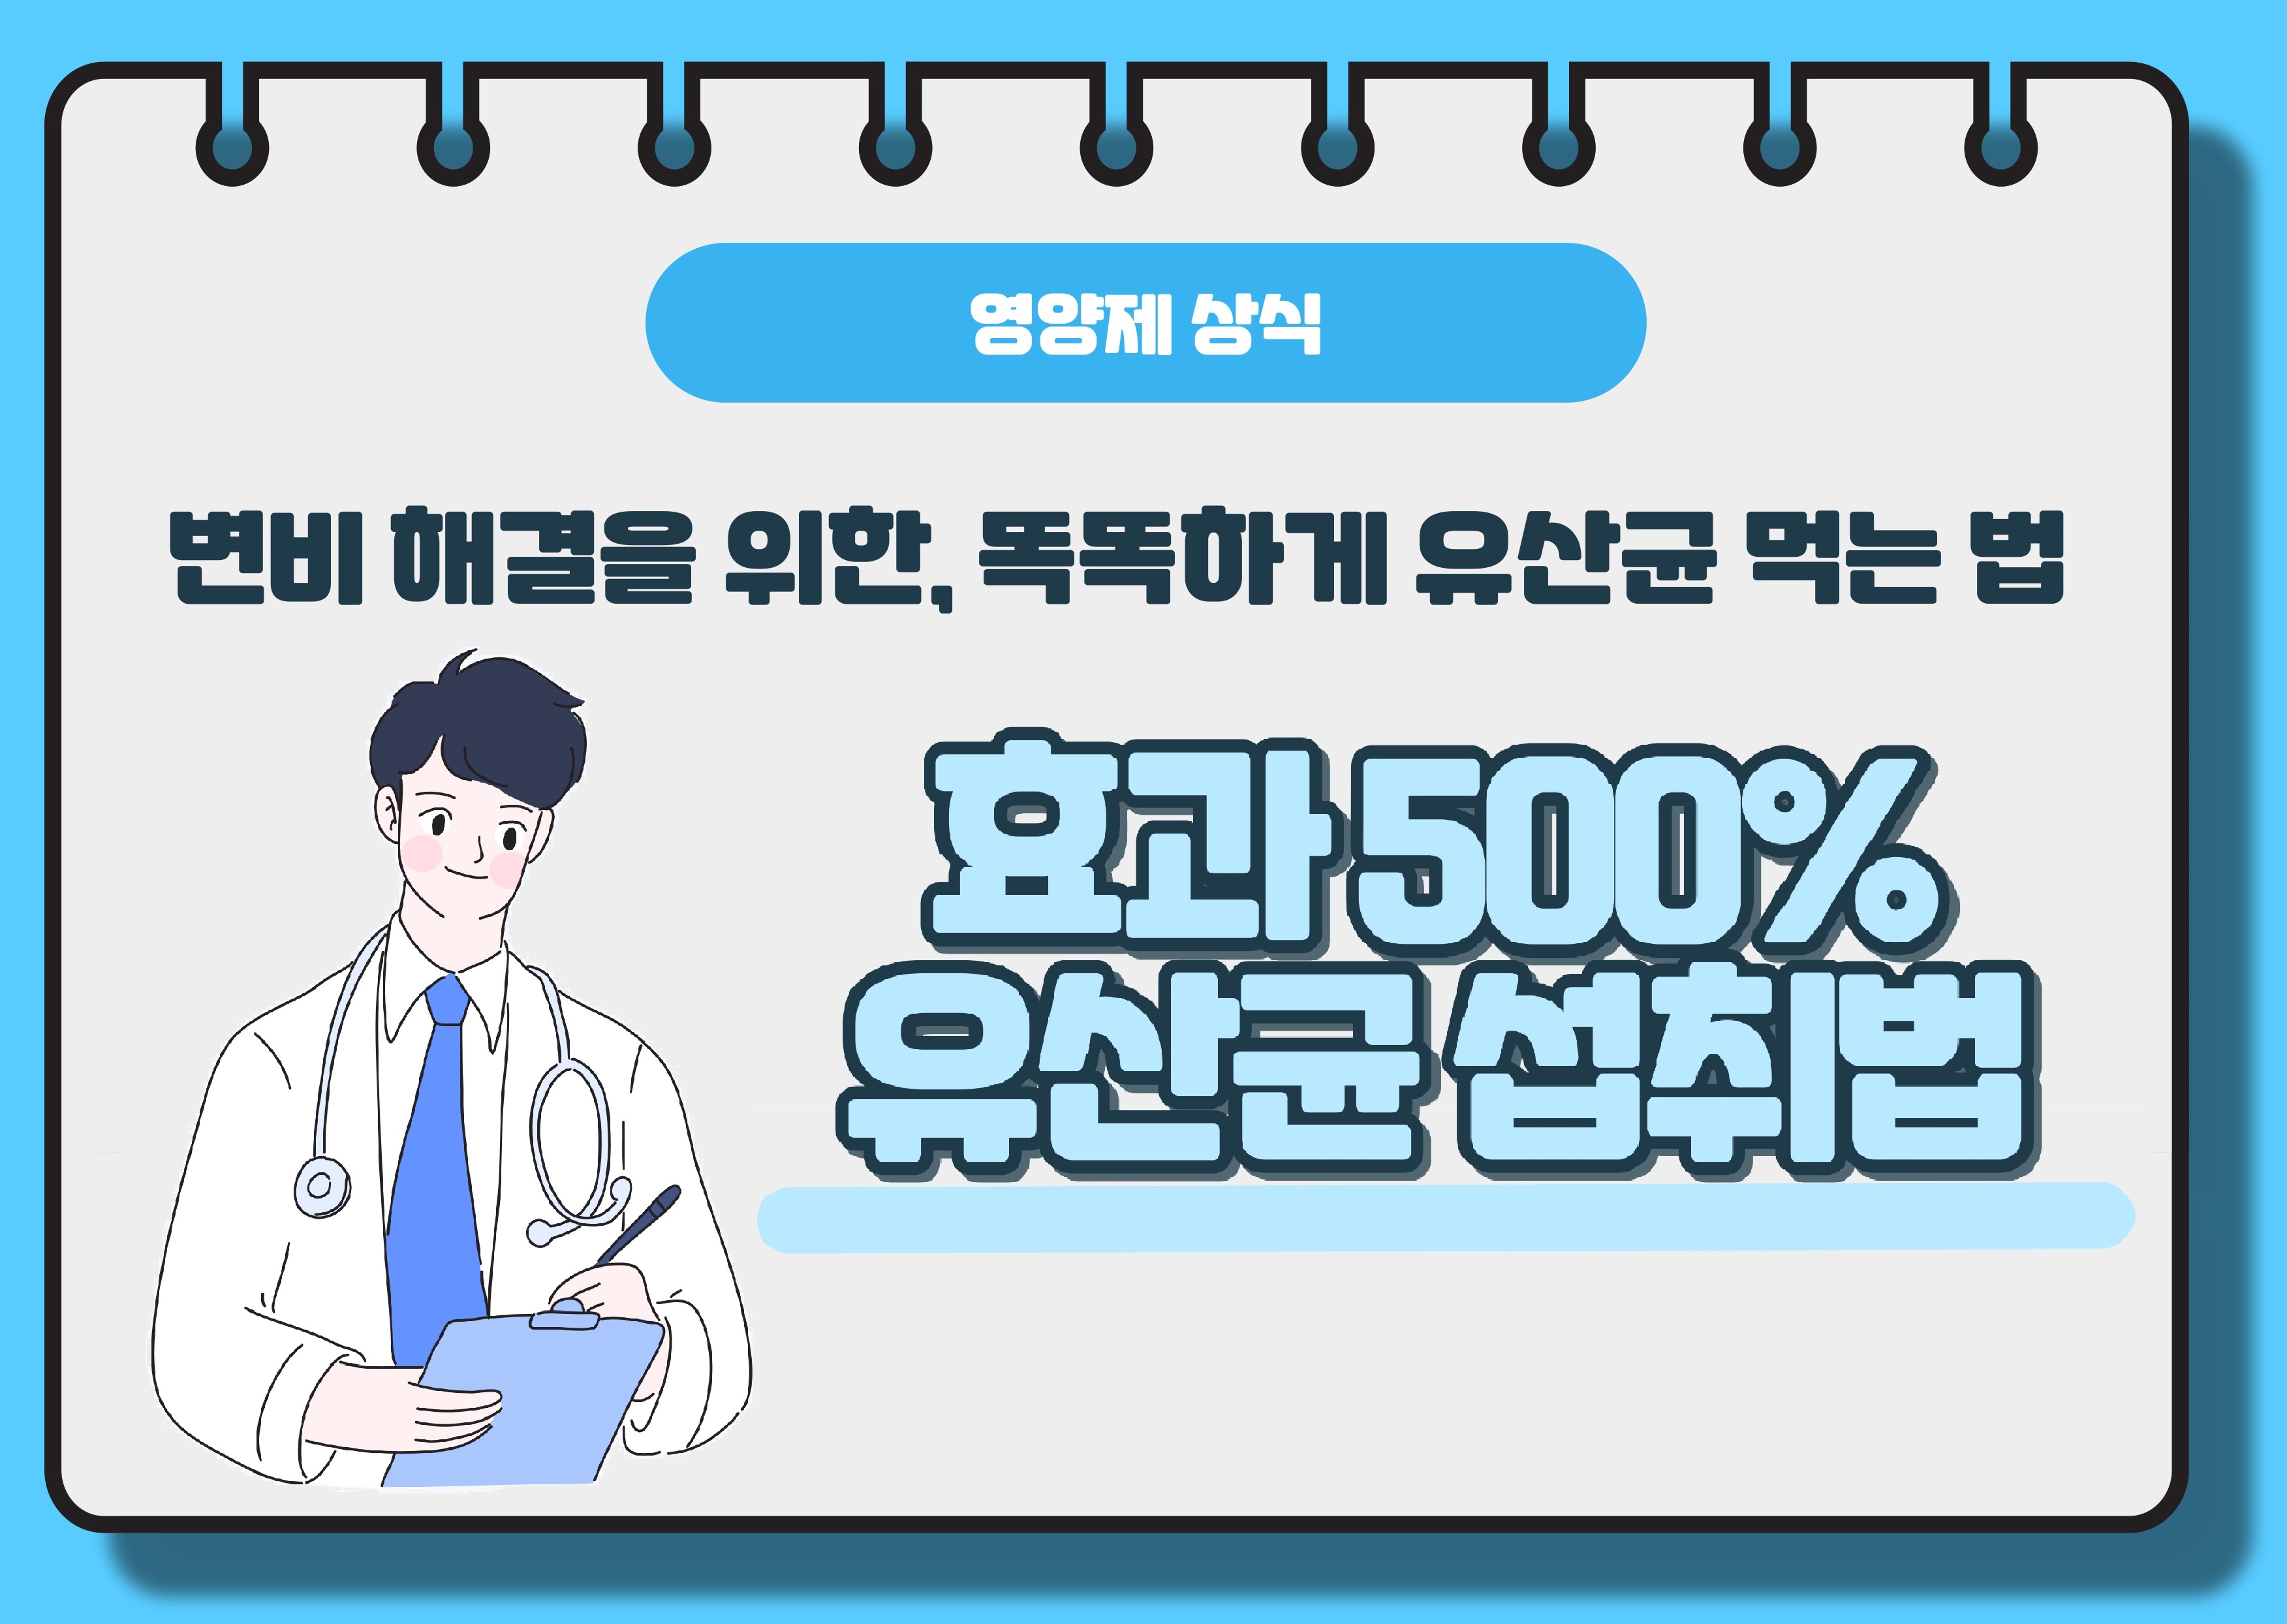 영양제 상식
변비 해결을 위한, 똑똑하게 유산균 먹는 법
효과 500%
유산균 섭취법